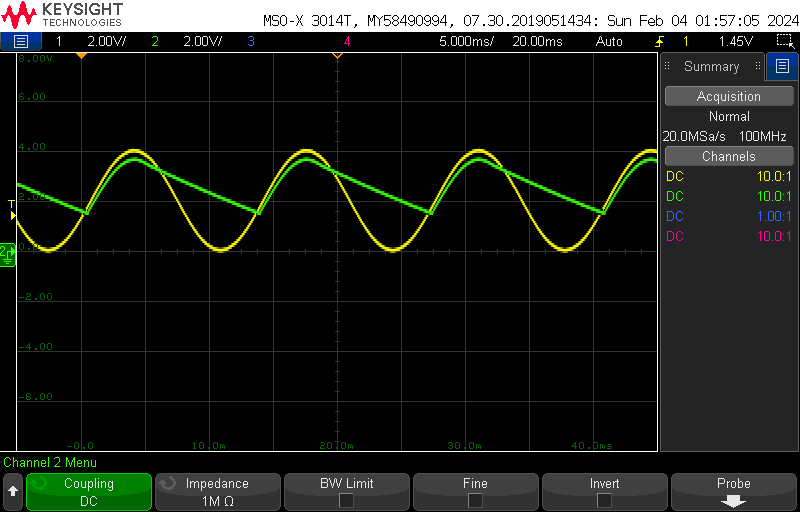 KEYSIGHT
TECHNOLOGIES
MSO-X 3014T, MY58490994, 07.30.2019051434: Sun Feb 04 01:57:05 2024
1 2.00V/ 2 2.00V/ 3 4 5.000ms/ 20.00ms Auto 1 1.45V
8.00V
6.00
4.00
2.00
0.0
-2.00
-4.00
-6.00
-0.0 10.0m 20.0m 30.0m 40.0ms
T
2
Summary
Acquisition
Normal
20.0MSa/s 100MHz
Channels
DC 10.0:1
DC 10.0:1
DC 1.00:1
DC 10.0:1
Channel 2 Menu
Coupling
DC
Impedance
1M Ω
BW Limit
Fine
Invert
Probe